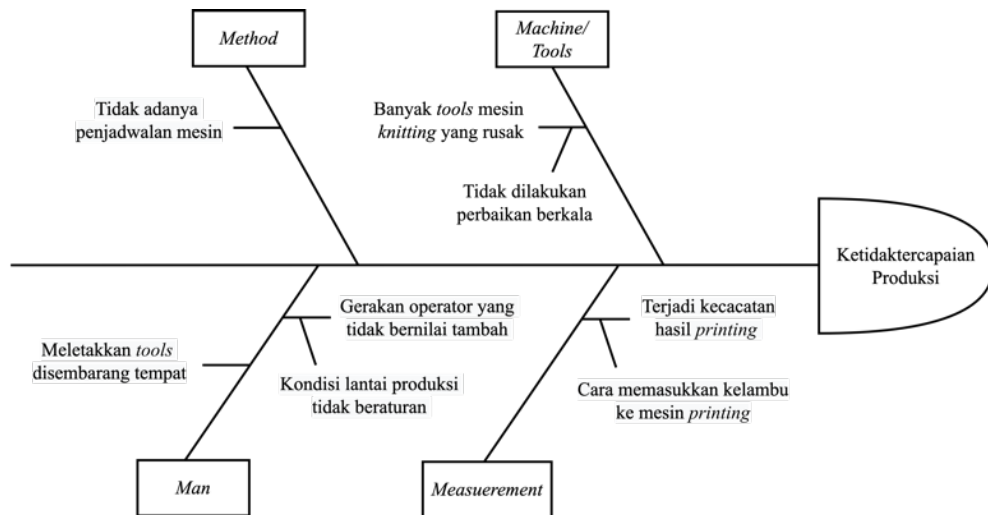 Method
Machine/
Tools
Tidak adanya
penjadwalan mesin
Banyak tools mesin
knitting yang rusak
Tidak dilakukan
perbaikan berkala
Ketidaktercapaian
Produksi
Gerakan operator yang
tidak bernilai tambah
Terjadi kecacatan
hasil printing
Meletakkan tools
disembarang tempat
Kondisi lantai produksi
tidak beraturan
Cara memasukkan kelambu
ke mesin printing
Man
Measuerement